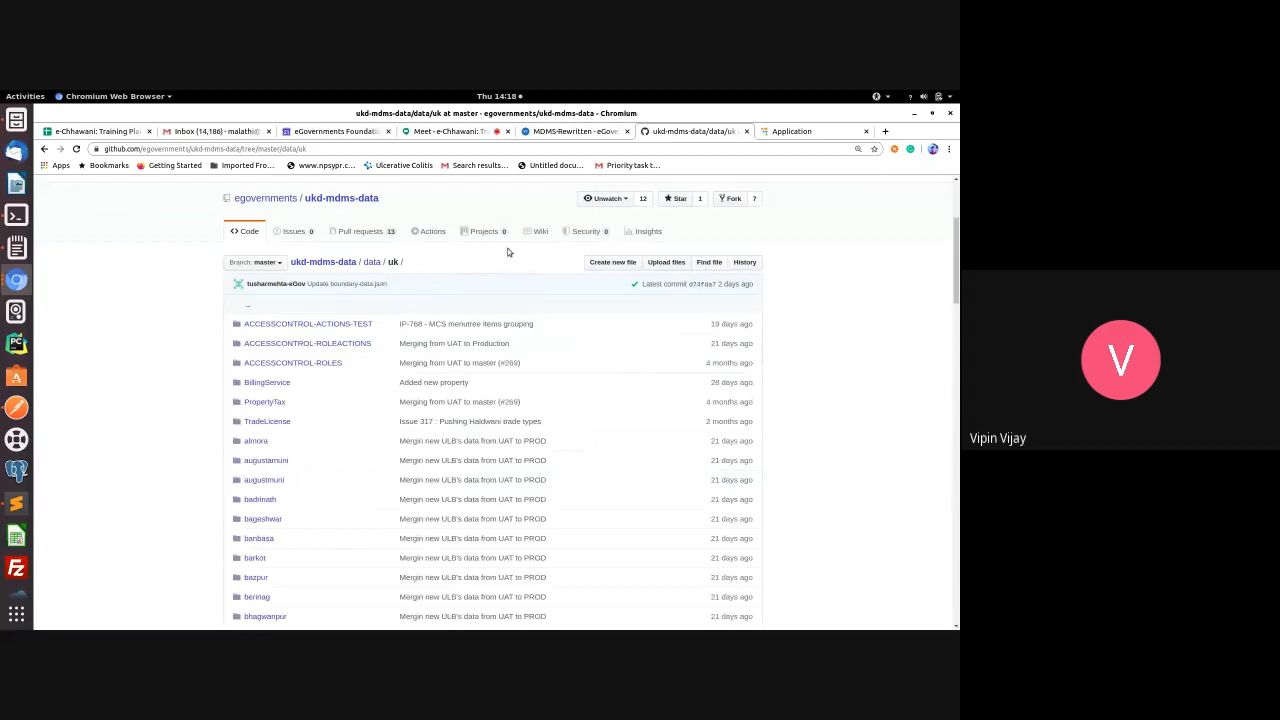 Activities Chromium Web Browser Thu 14:18
ukd-mdms-data/data/uk at master · egovernments/ukd-mdms-data - Chromium
e-Chhawani: Training Pla Inbox (14,186) - malathi@ eGovernments Foundatio Meet - e-Chhawani: Tra MDMS-Rewritten - eGove ukd-mdms-data/data/uk Application
github.com/egovernments/ukd-mdms-data/tree/master/data/uk
Apps Bookmarks Getting Started Imported Fro... www.npsypr.c... Ulcerative Colitis Search results... Untitled docu... Priority task t...
egovernments / ukd-mdms-data Unwatch 12 Star 1 Fork 7
Code Issues 0 Pull requests 13 Actions Projects 0 Wiki Security 0 Insights
Branch: master ukd-mdms-data / data / uk / Create new file Upload files Find file History
tusharmehta-eGov Update boundary-data.json Latest commit d74fda7 2 days ago
..
ACCESSCONTROL-ACTIONS-TEST IP-768 - MCS menutree items grouping 19 days ago
ACCESSCONTROL-ROLEACTIONS Merging from UAT to Production 21 days ago
ACCESSCONTROL-ROLES Merging from UAT to master (#269) 4 months ago
BillingService Added new property 28 days ago
PropertyTax Merging from UAT to master (#269) 4 months ago
TradeLicense Issue 317 : Pushing Haldwani trade types 2 months ago
almora Mergin new ULB's data from UAT to PROD 21 days ago
augustamuni Mergin new ULB's data from UAT to PROD 21 days ago
augustmuni Mergin new ULB's data from UAT to PROD 21 days ago
badrinath Mergin new ULB's data from UAT to PROD 21 days ago
bageshwar Mergin new ULB's data from UAT to PROD 21 days ago
banbasa Mergin new ULB's data from UAT to PROD 21 days ago
barkot Mergin new ULB's data from UAT to PROD 21 days ago
bazpur Mergin new ULB's data from UAT to PROD 21 days ago
berinag Mergin new ULB's data from UAT to PROD 21 days ago
bhagwanpur Mergin new ULB's data from UAT to PROD 21 days ago
V
Vipin Vijay